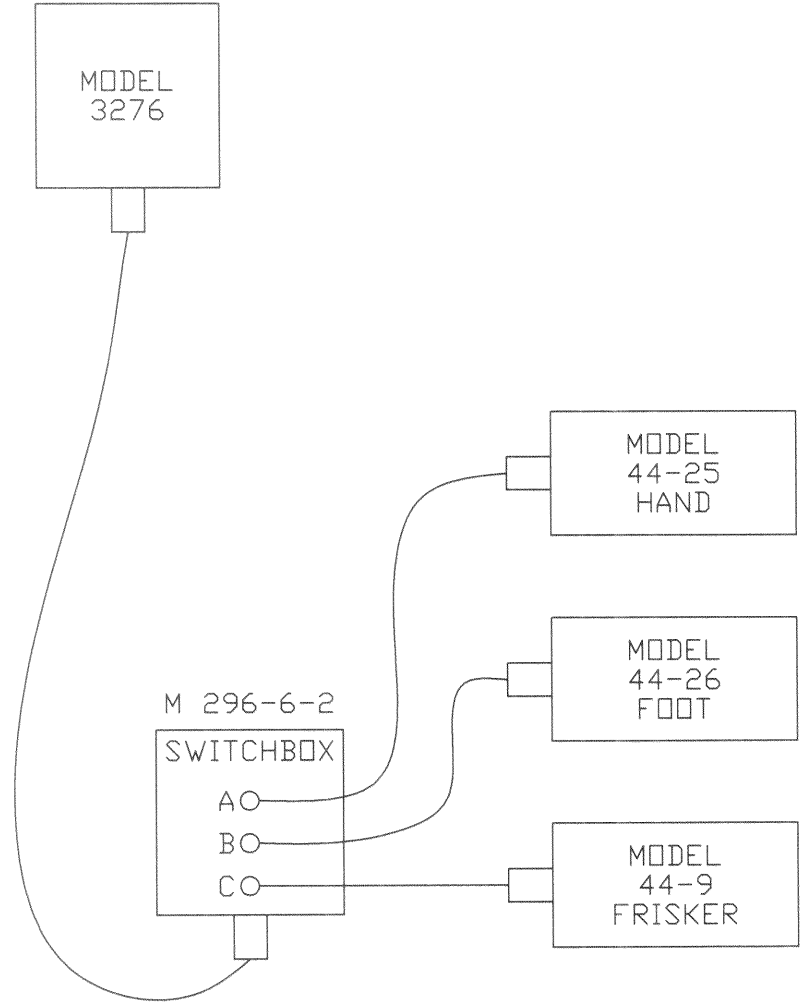 MODEL
3276
MODEL
44-25
HAND
MODEL
44-26
FOOT
M 296-6-2
SWITCHBOX
A
B
C
MODEL
44-9
FRISKER